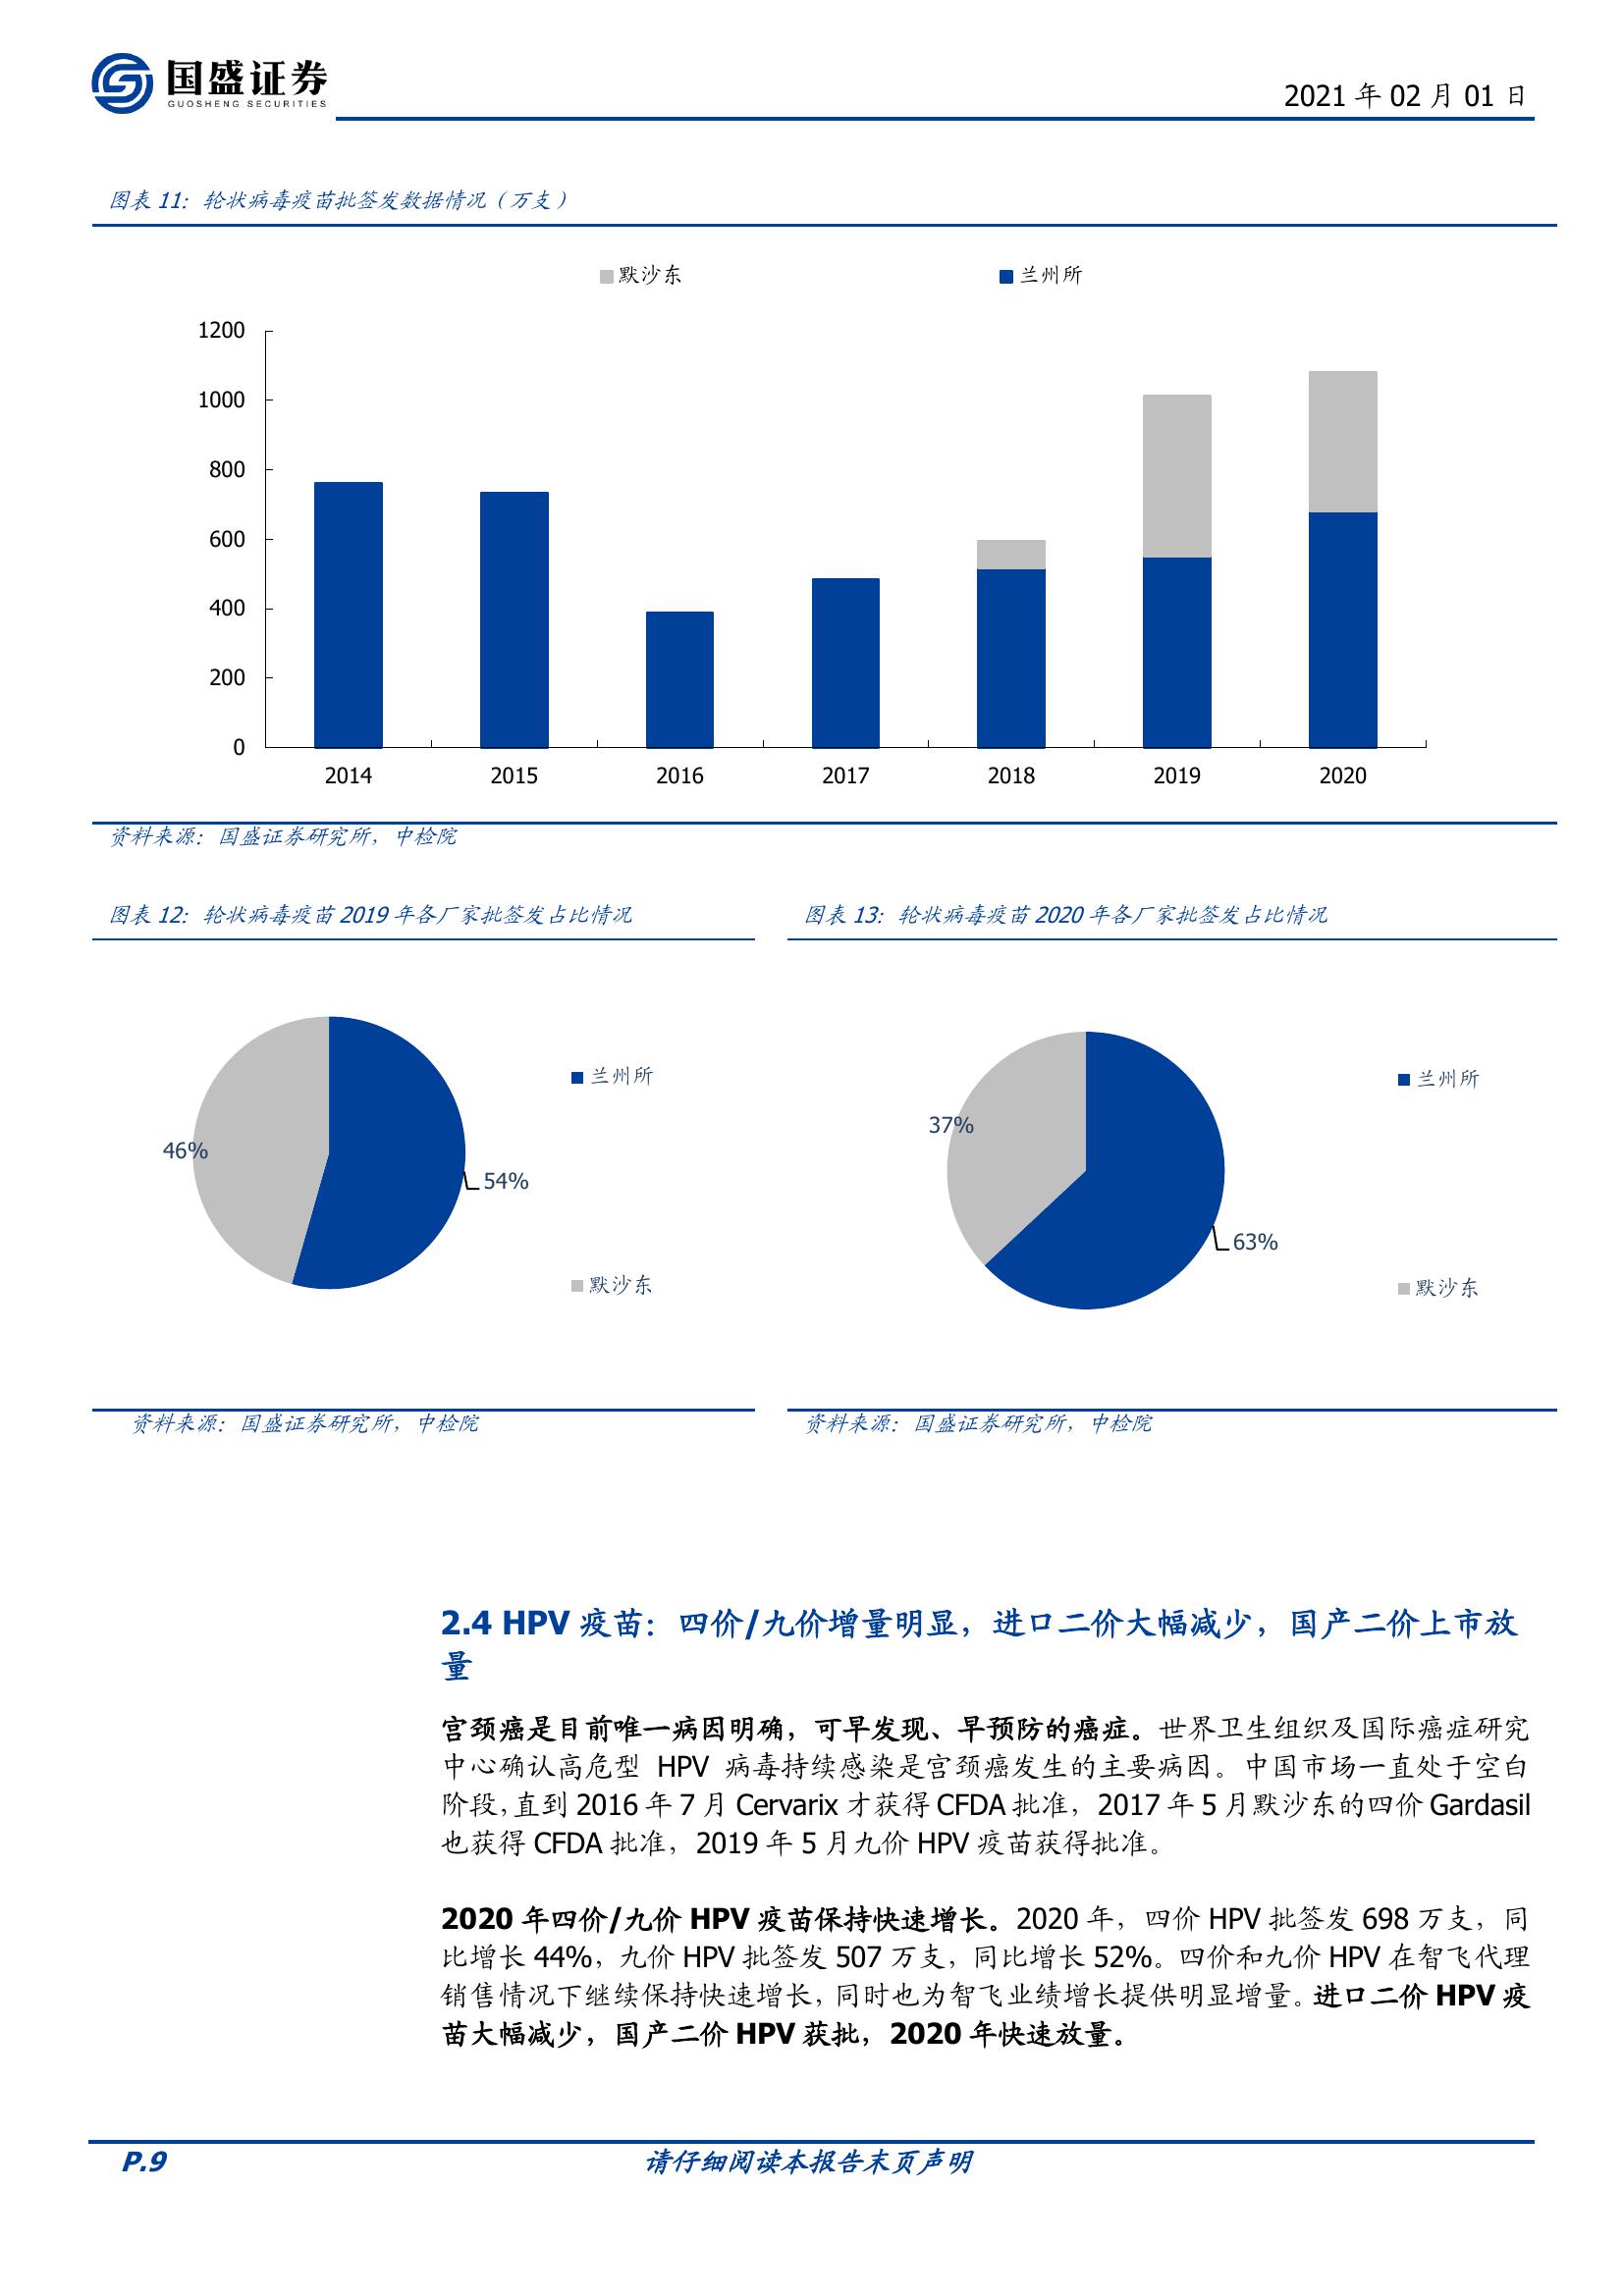 国盛证券
GUOSHENG SECURITIES
2021 年 02 月 01 日
图表 11：轮状病毒疫苗批签发数据情况（万支）
默沙东 兰州所
1200
1000
800
600
400
200
0
2014 2015 2016 2017 2018 2019 2020
资料来源：国盛证券研究所，中检院
图表 12：轮状病毒疫苗 2019 年各厂家批签发占比情况
46%
54%
兰州所
默沙东
资料来源：国盛证券研究所，中检院
图表 13：轮状病毒疫苗 2020 年各厂家批签发占比情况
37%
63%
兰州所
默沙东
资料来源：国盛证券研究所，中检院
2.4 HPV 疫苗：四价/九价增量明显，进口二价大幅减少，国产二价上市放
量
宫颈癌是目前唯一病因明确，可早发现、早预防的癌症。世界卫生组织及国际癌症研究
中心确认高危型 HPV 病毒持续感染是宫颈癌发生的主要病因。中国市场一直处于空白
阶段，直到 2016 年 7 月 Cervarix 才获得 CFDA 批准，2017 年 5 月默沙东的四价 Gardasil
也获得 CFDA 批准，2019 年 5 月九价 HPV 疫苗获得批准。
2020 年四价/九价 HPV 疫苗保持快速增长。2020 年，四价 HPV 批签发 698 万支，同
比增长 44%，九价 HPV 批签发 507 万支，同比增长 52%。四价和九价 HPV 在智飞代理
销售情况下继续保持快速增长，同时也为智飞业绩增长提供明显增量。进口二价 HPV 疫
苗大幅减少，国产二价 HPV 获批，2020 年快速放量。
P.9 请仔细阅读本报告末页声明